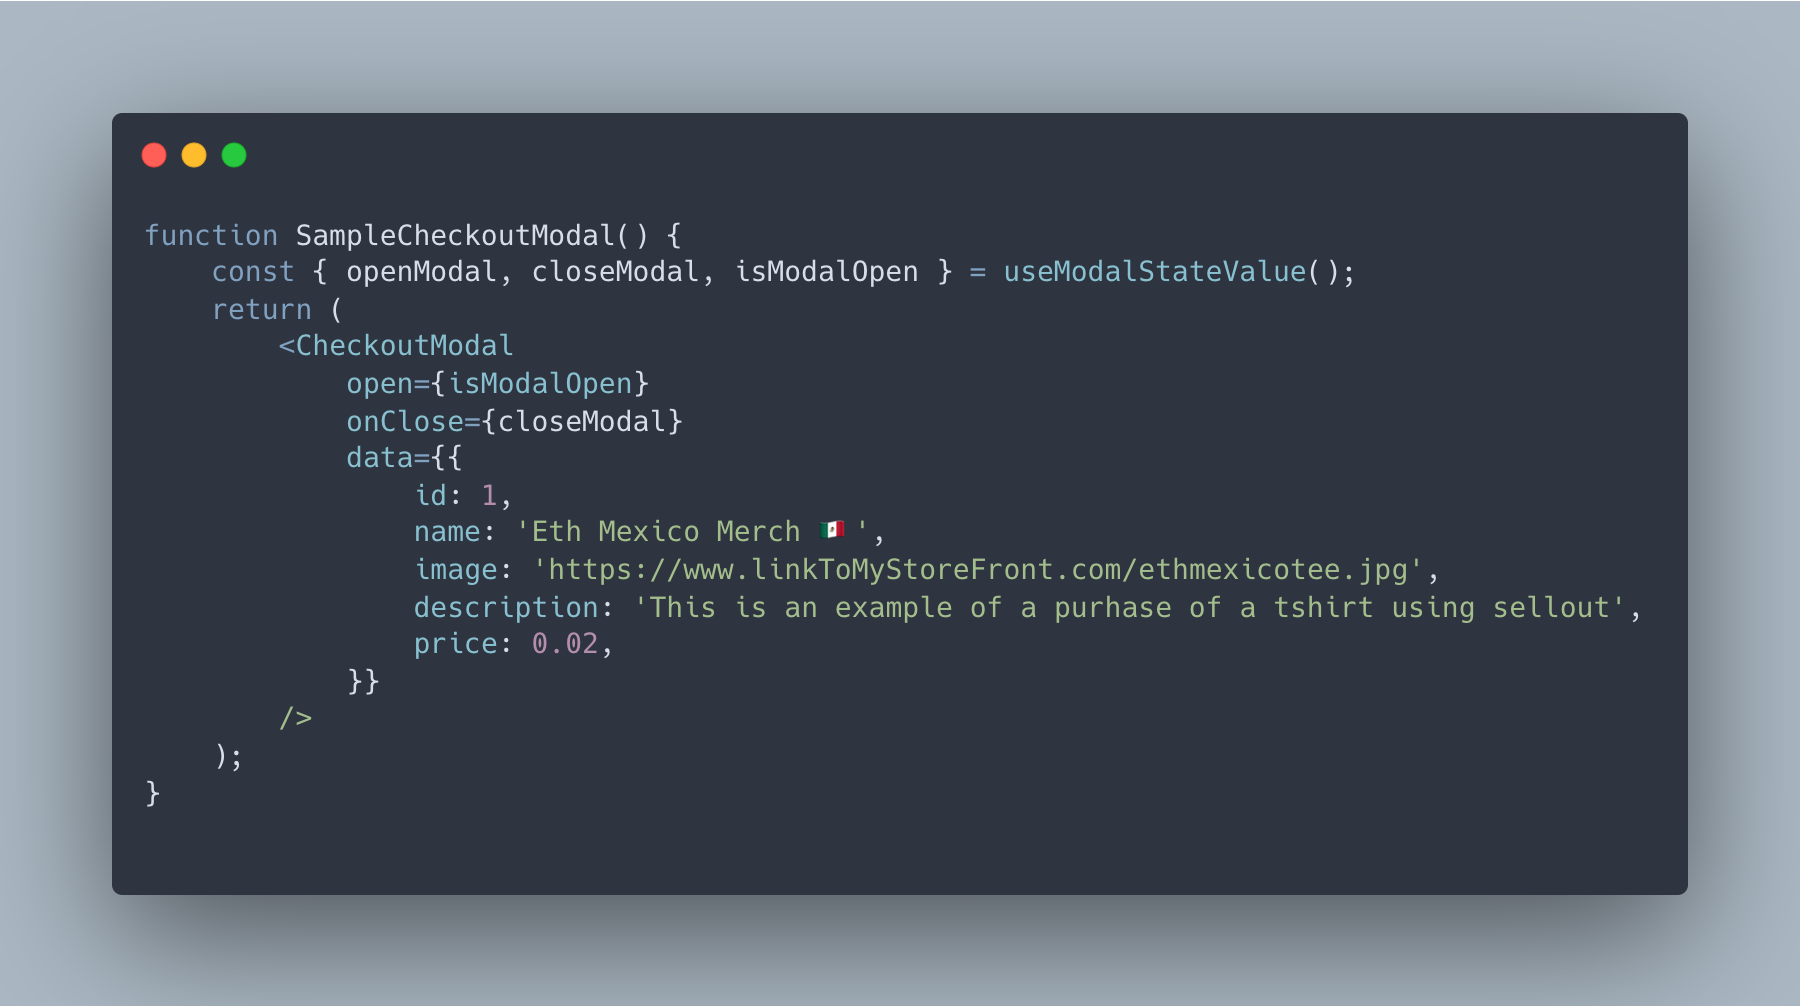 function SampleCheckoutModal() {
    const { openModal, closeModal, isModalOpen } = useModalStateValue();
    return (
        <CheckoutModal
            open={isModalOpen}
            onClose={closeModal}
            data={{
                id: 1,
                name: 'Eth Mexico Merch 🇲🇽 ',
                image: 'https://www.linkToMyStoreFront.com/ethmexicotee.jpg',
                description: 'This is an example of a purhase of a tshirt using sellout',
                price: 0.02,
            }}
        />
    );
}